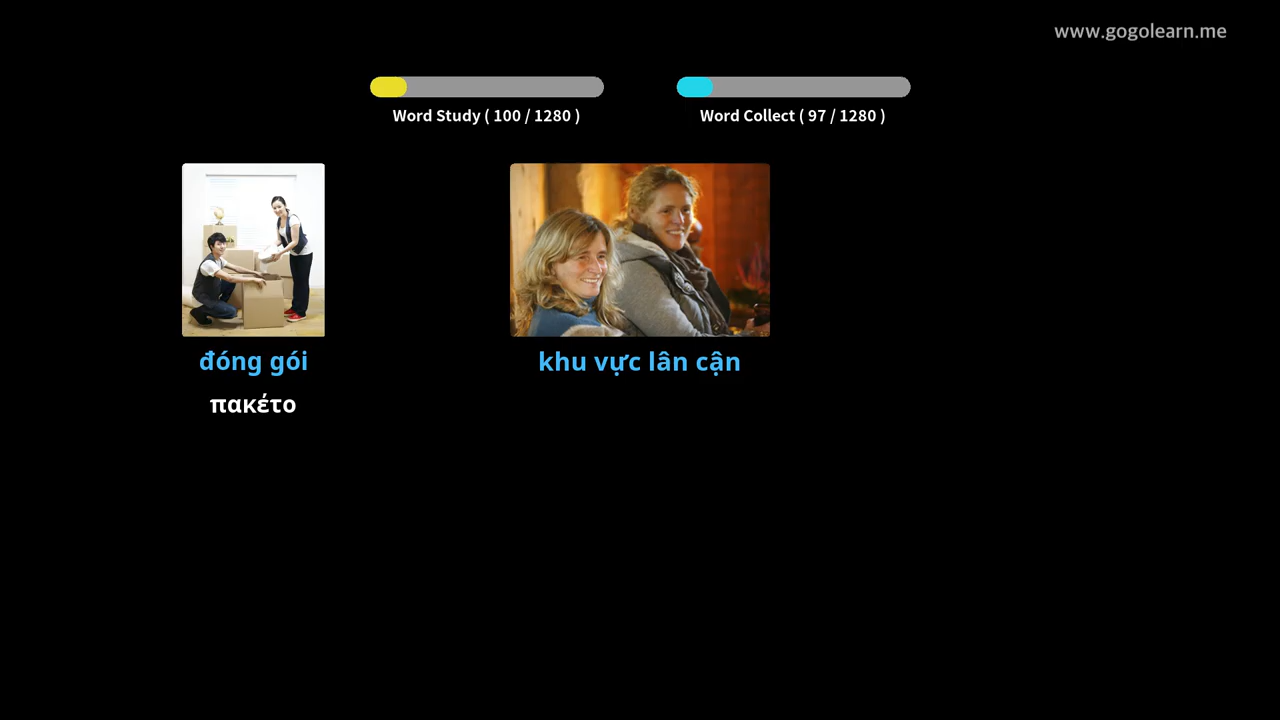 www.gogolearn.me
Word Study ( 100 / 1280 )
Word Collect ( 97 / 1280 )
đóng gói
khu vực lân cận
πακέτο